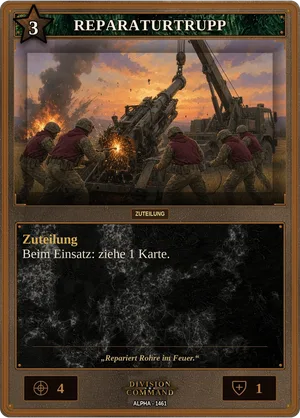 3
REPARATURTRUPP
ZUTEILUNG
Zuteilung
Beim Einsatz: ziehe 1 Karte.
„Repariert Rohre im Feuer.“
4
DIVISION
COMMAND
ALPHA - 1461
1